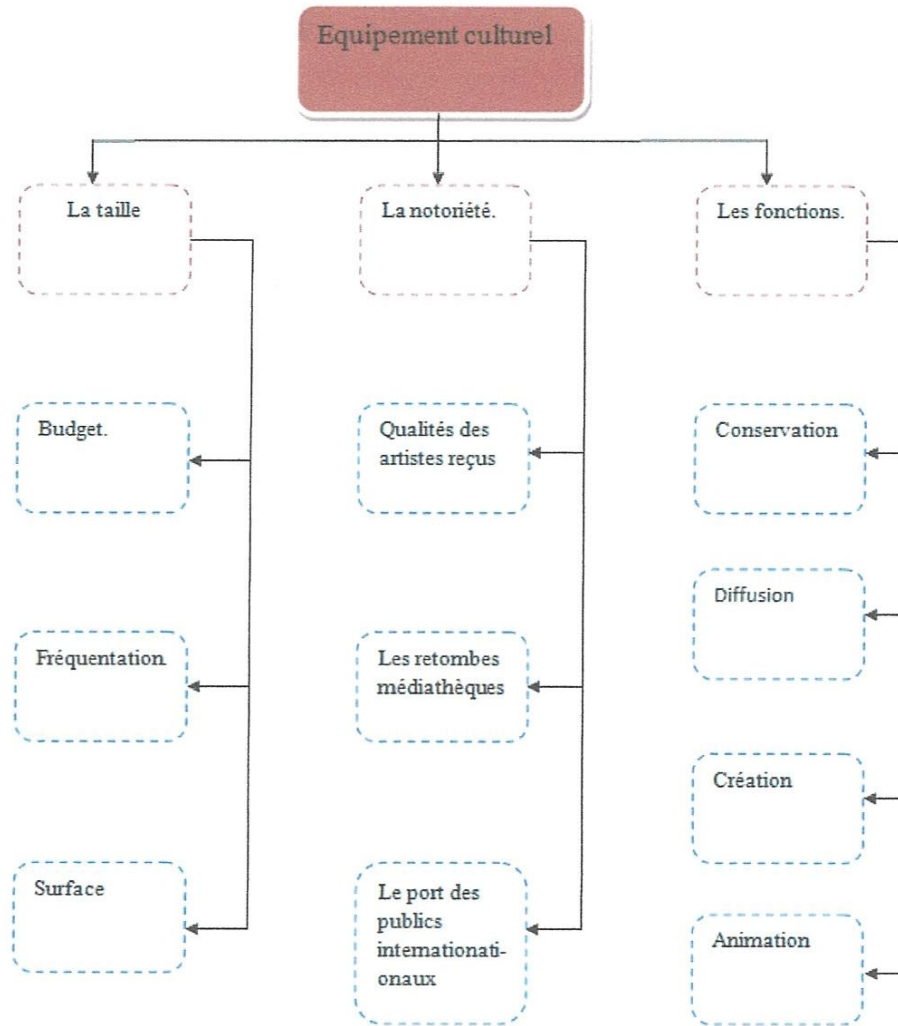 Equipement culturel
La taille
La notoriété.
Les fonctions.
Budget.
Qualités des
artistes reçus
Conservation
Diffusion
Fréquentation.
Les retombes
médiathèques
Création
Surface
Le port des
publics
internationati-
onaux
Animation